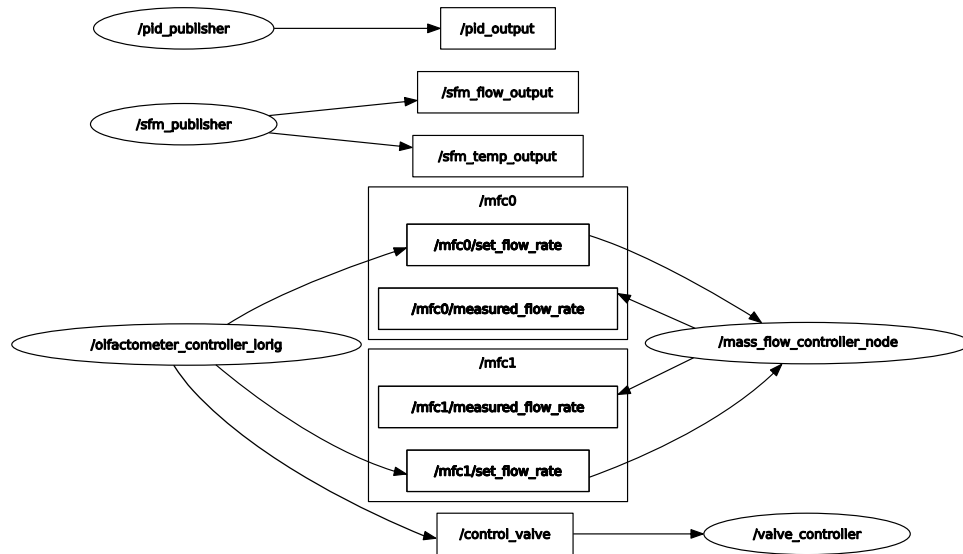 /pid_publisher
/pid_output
/sfm_flow_output
/sfm_publisher
/sfm_temp_output
/mfc0
/mfc0/set_flow_rate
/mfc0/measured_flow_rate
/olfactometer_controller_lorig
/mass_flow_controller_node
/mfc1
/mfc1/measured_flow_rate
/mfc1/set_flow_rate
/control_valve
/valve_controller